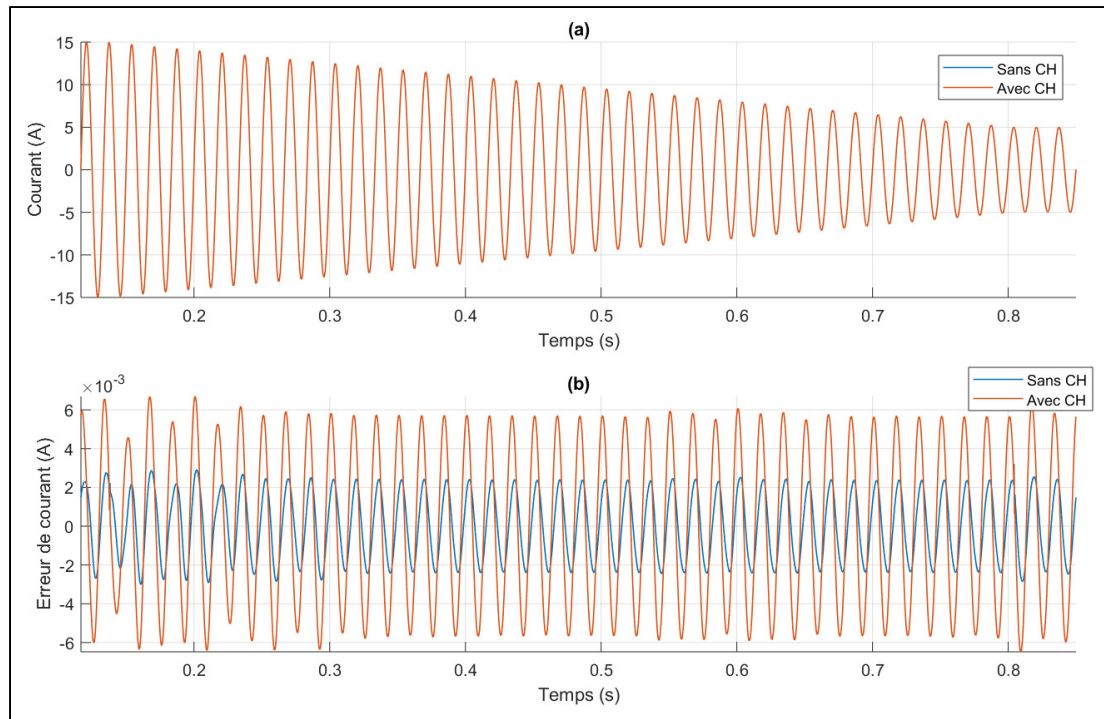 (a)
15
10
5
0
-5
-10
-15
Courant (A)
Sans CH
Avec CH
0.2 0.3 0.4 0.5 0.6 0.7 0.8
Temps (s)
(b)
×10^-3
6
4
2
0
-2
-4
-6
Erreur de courant (A)
Sans CH
Avec CH
0.2 0.3 0.4 0.5 0.6 0.7 0.8
Temps (s)